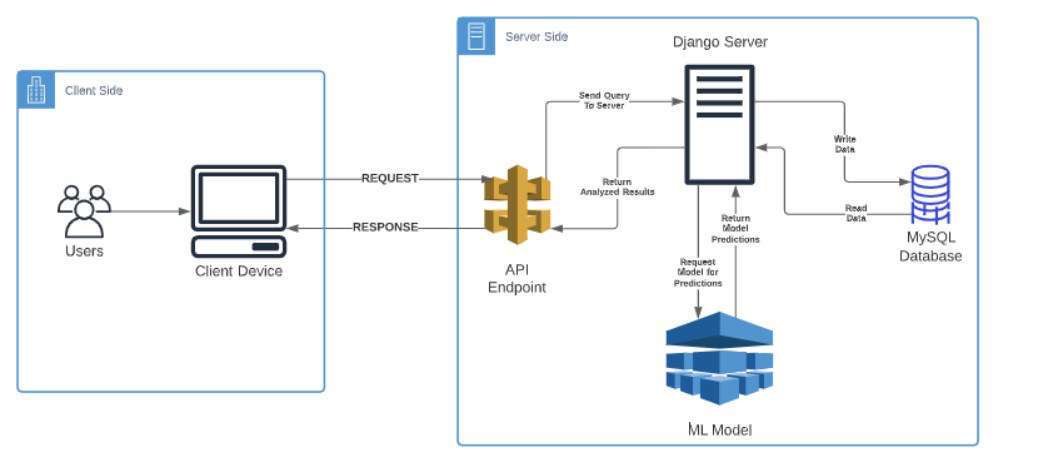 Server Side
Django Server
Client Side
Send Query
To Server
Write
Data
REQUEST
Return
Analyzed Results
Read
Data
Return
Model
Predictions
RESPONSE
Users
Client Device
API
Endpoint
Request
Model for
Predictions
MySQL
Database
ML Model